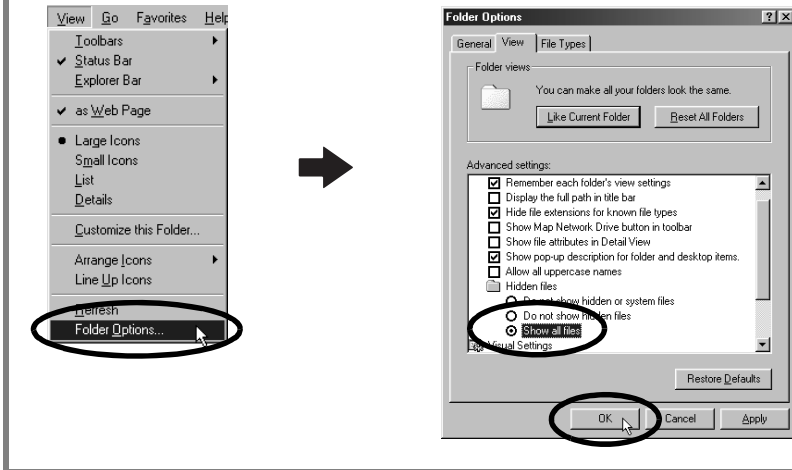 View Go Favorites Help
Toolbars
Status Bar
Explorer Bar
as Web Page
Large Icons
Small Icons
List
Details
Customize this Folder...
Arrange Icons
Line Up Icons
Refresh
Folder Options...
Folder Options
General View File Types
Folder views
You can make all your folders look the same.
Like Current Folder Reset All Folders
Advanced settings:
Remember each folder's view settings
Display the full path in title bar
Hide file extensions for known file types
Show Map Network Drive button in toolbar
Show file attributes in Detail View
Show pop-up description for folder and desktop items.
Allow all uppercase names
Hidden files
Do not show hidden or system files
Do not show hidden files
Show all files
Visual Settings
Restore Defaults
OK Cancel Apply